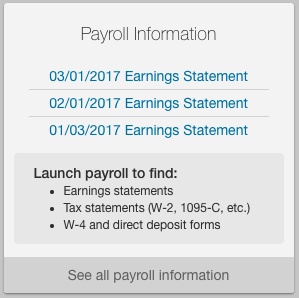 Payroll Information
03/01/2017 Earnings Statement
02/01/2017 Earnings Statement
01/03/2017 Earnings Statement
Launch payroll to find:
• Earnings statements
• Tax statements (W-2, 1095-C, etc.)
• W-4 and direct deposit forms
See all payroll information